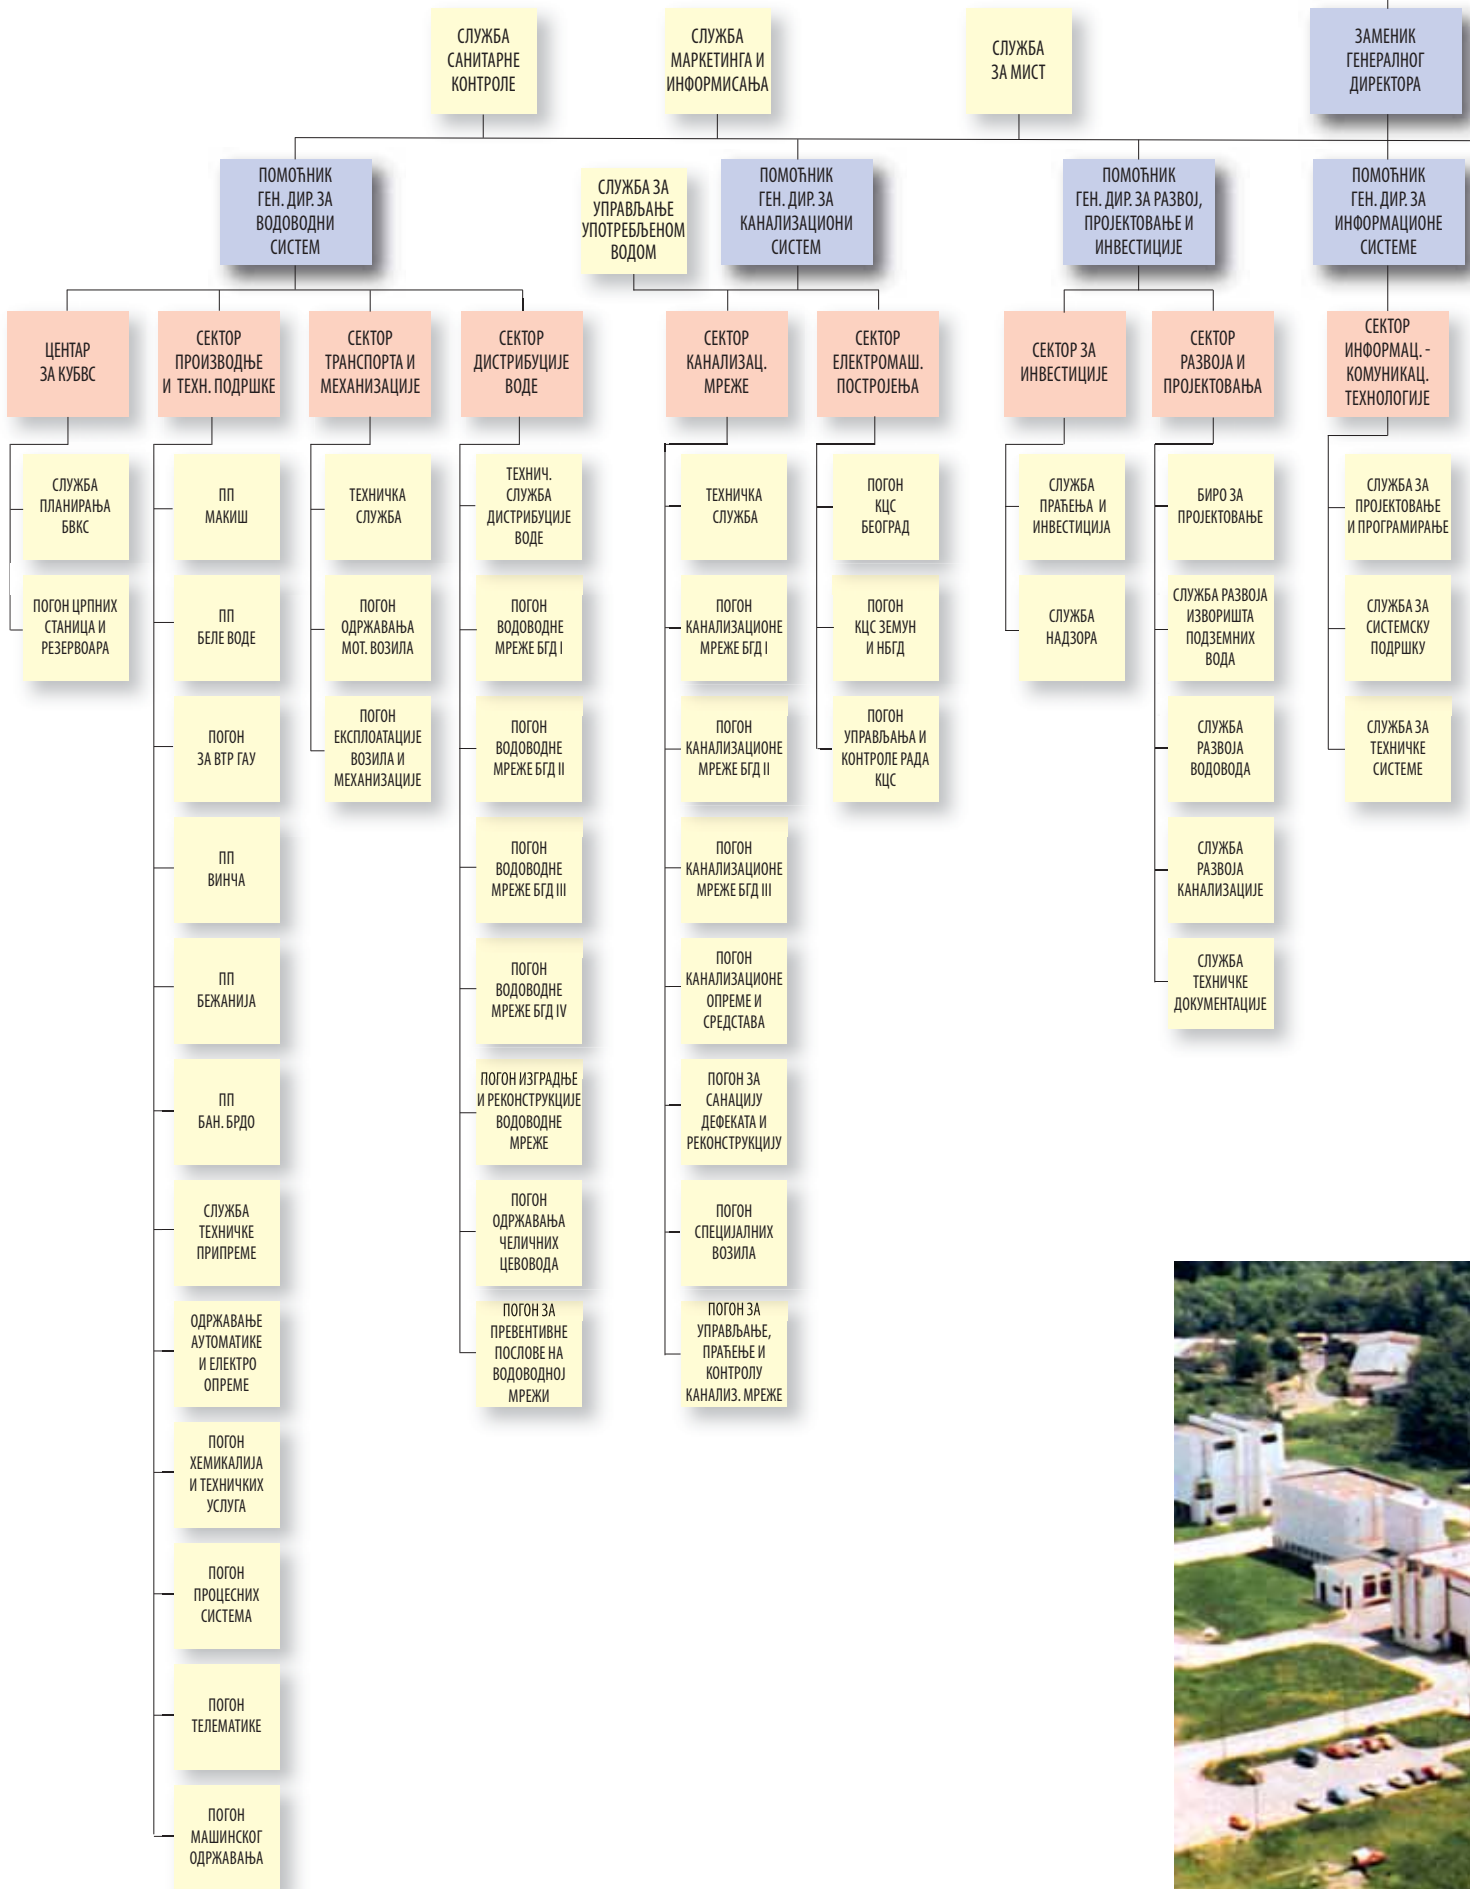 СЛУЖБА
САНИТАРНЕ
КОНТРОЛЕ
СЛУЖБА
МАРКЕТИНГА И
ИНФОРМИСАЊА
СЛУЖБА
ЗА МИСТ
ЗАМЕНИК
ГЕНЕРАЛНОГ
ДИРЕКТОРА
ПОМОЋНИК
ГЕН. ДИР. ЗА
ВОДОВОДНИ
СИСТЕМ
СЛУЖБА ЗА
УПРАВЉАЊЕ
УПОТРЕБЉЕНОМ
ВОДОМ
ПОМОЋНИК
ГЕН. ДИР. ЗА
КАНАЛИЗАЦИОНИ
СИСТЕМ
ПОМОЋНИК
ГЕН. ДИР. ЗА РАЗВОЈ,
ПРОЈЕКТОВАЊЕ И
ИНВЕСТИЦИЈЕ
ПОМОЋНИК
ГЕН. ДИР. ЗА
ИНФОРМАЦИОНЕ
СИСТЕМЕ
ЦЕНТАР
ЗА КУБВС
СЕКТОР
ПРОИЗВОДЊЕ
И ТЕХН. ПОДРШКЕ
СЕКТОР
ТРАНСПОРТА И
МЕХАНИЗАЦИЈЕ
СЕКТОР
ДИСТРИБУЦИЈЕ
ВОДЕ
СЕКТОР
КАНАЛИЗАЦ.
МРЕЖЕ
СЕКТОР
ЕЛЕКТРОМАШ.
ПОСТРОЈЕЊА
СЕКТОР ЗА
ИНВЕСТИЦИЈЕ
СЕКТОР
РАЗВОЈА И
ПРОЈЕКТОВАЊА
СЕКТОР
ИНФОРМАЦ. -
КОМУНИКАЦ.
ТЕХНОЛОГИЈЕ
СЛУЖБА
ПЛАНИРАЊА
БВКС
ПОГОН ЦРПНИХ
СТАНИЦА И
РЕЗЕРВОАРА
ПП
МАКИШ
ПП
БЕЛЕ ВОДЕ
ПОГОН
ЗА ВТР ГАУ
ПП
ВИНЧА
ПП
БЕЖАНИЈА
ПП
БАН. БРДО
СЛУЖБА
ТЕХНИЧКЕ
ПРИПРЕМЕ
ОДРЖАВАЊЕ
АУТОМАТИКЕ
И ЕЛЕКТРО
ОПРЕМЕ
ПОГОН
ХЕМИКАЛИЈА
И ТЕХНИЧКИХ
УСЛУГА
ПОГОН
ПРОЦЕСНИХ
СИСТЕМА
ПОГОН
ТЕЛЕМАТИКЕ
ПОГОН
МАШИНСКОГ
ОДРЖАВАЊА
ТЕХНИЧКА
СЛУЖБА
ПОГОН
ОДРЖАВАЊА
МОТ. ВОЗИЛА
ПОГОН
ЕКСПЛОАТАЦИЈЕ
ВОЗИЛА И
МЕХАНИЗАЦИЈЕ
ТЕХНИЧ.
СЛУЖБА
ДИСТРИБУЦИЈЕ
ВОДЕ
ПОГОН
ВОДОВОДНЕ
МРЕЖЕ БГД I
ПОГОН
ВОДОВОДНЕ
МРЕЖЕ БГД II
ПОГОН
ВОДОВОДНЕ
МРЕЖЕ БГД III
ПОГОН
ВОДОВОДНЕ
МРЕЖЕ БГД IV
ПОГОН ИЗГРАДЊЕ
И РЕКОНСТРУКЦИЈЕ
ВОДОВОДНЕ
МРЕЖЕ
ПОГОН
ОДРЖАВАЊА
ЧЕЛИЧНИХ
ЦЕВОВОДА
ПОГОН ЗА
ПРЕВЕНТИВНЕ
ПОСЛОВЕ НА
ВОДОВОДНОЈ
МРЕЖИ
ТЕХНИЧКА
СЛУЖБА
ПОГОН
КАНАЛИЗАЦИОНЕ
МРЕЖЕ БГД I
ПОГОН
КАНАЛИЗАЦИОНЕ
МРЕЖЕ БГД II
ПОГОН
КАНАЛИЗАЦИОНЕ
МРЕЖЕ БГД III
ПОГОН
КАНАЛИЗАЦИОНЕ
ОПРЕМЕ И
СРЕДСТАВА
ПОГОН ЗА
САНАЦИЈУ
ДЕФЕКАТА И
РЕКОНСТРУКЦИЈУ
ПОГОН
СПЕЦИЈАЛНИХ
ВОЗИЛА
ПОГОН ЗА
УПРАВЉАЊЕ,
ПРАЋЕЊЕ И
КОНТРОЛУ
КАНАЛИЗ. МРЕЖЕ
ПОГОН
КЦС
БЕОГРАД
ПОГОН
КЦС ЗЕМУН
И НБГД
ПОГОН
УПРАВЉАЊА И
КОНТРОЛЕ РАДА
КЦС
СЛУЖБА
ПРАЋЕЊА И
ИНВЕСТИЦИЈА
СЛУЖБА
НАДЗОРА
БИРО ЗА
ПРОЈЕКТОВАЊЕ
СЛУЖБА РАЗВОЈА
ИЗВОРИШТА
ПОДЗЕМНИХ
ВОДА
СЛУЖБА
РАЗВОЈА
ВОДОВОДА
СЛУЖБА
РАЗВОЈА
КАНАЛИЗАЦИЈЕ
СЛУЖБА
ТЕХНИЧКЕ
ДОКУМЕНТАЦИЈЕ
СЛУЖБА ЗА
ПРОЈЕКТОВАЊЕ
И ПРОГРАМИРАЊЕ
СЛУЖБА ЗА
СИСТЕМСКУ
ПОДРШКУ
СЛУЖБА ЗА
ТЕХНИЧКЕ
СИСТЕМЕ